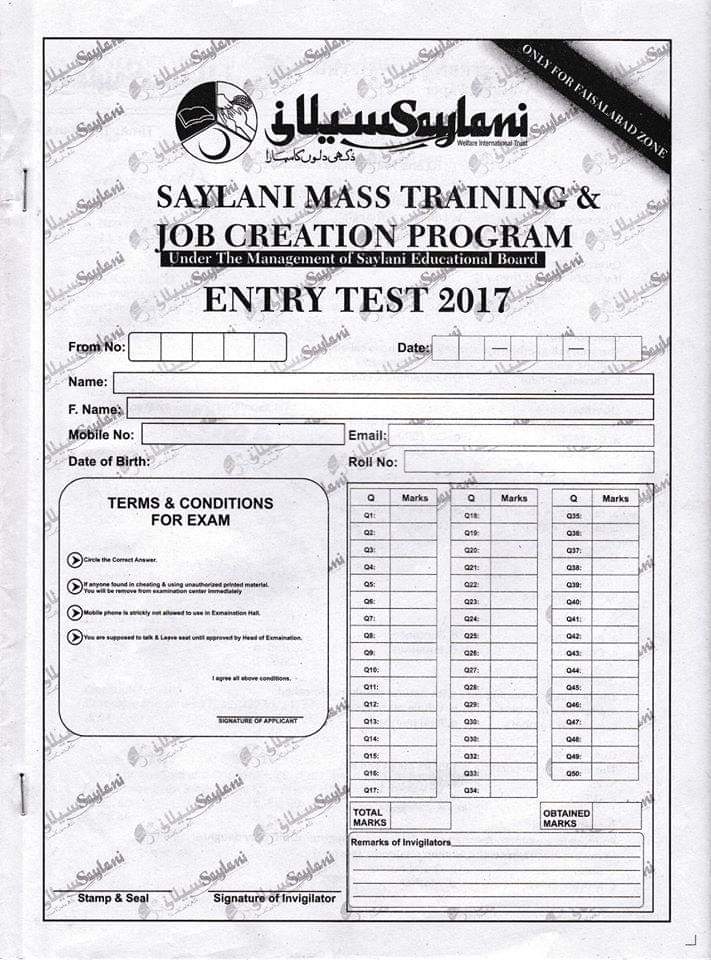 ONLY FOR FAISALABAD ZONE
سیلانی Saylani
Welfare International Trust
دکھی دلوں کا سہارا
SAYLANI MASS TRAINING &
JOB CREATION PROGRAM
Under The Management of Saylani Educational Board
ENTRY TEST 2017
From No:
Date: — —
Name:
F. Name:
Mobile No:
Email:
Date of Birth:
Roll No:
TERMS & CONDITIONS
FOR EXAM
Circle the Correct Answer.
If anyone found in cheating & using unauthorized printed material.
You will be remove from examination center immediately
Mobile phone is strictly not allowed to use in Exmaination Hall.
You are supposed to talk & Leave seat until approved by Head of Exmaination.
I agree all above conditions.
SIGNATURE OF APPLICANT
Q Marks Q Marks Q Marks
Q1: Q18: Q35:
Q2: Q19: Q36:
Q3: Q20: Q37:
Q4: Q21: Q38:
Q5: Q22: Q39:
Q6: Q23: Q40:
Q7: Q24: Q41:
Q8: Q25: Q42:
Q9: Q26: Q43:
Q10: Q27: Q44:
Q11: Q28: Q45:
Q12: Q29: Q46:
Q13: Q30: Q47:
Q14: Q30: Q48:
Q15: Q32: Q49:
Q16: Q33: Q50:
Q17: Q34:
TOTAL MARKS
OBTAINED MARKS
Remarks of Invigilators
Stamp & Seal
Signature of Invigilator